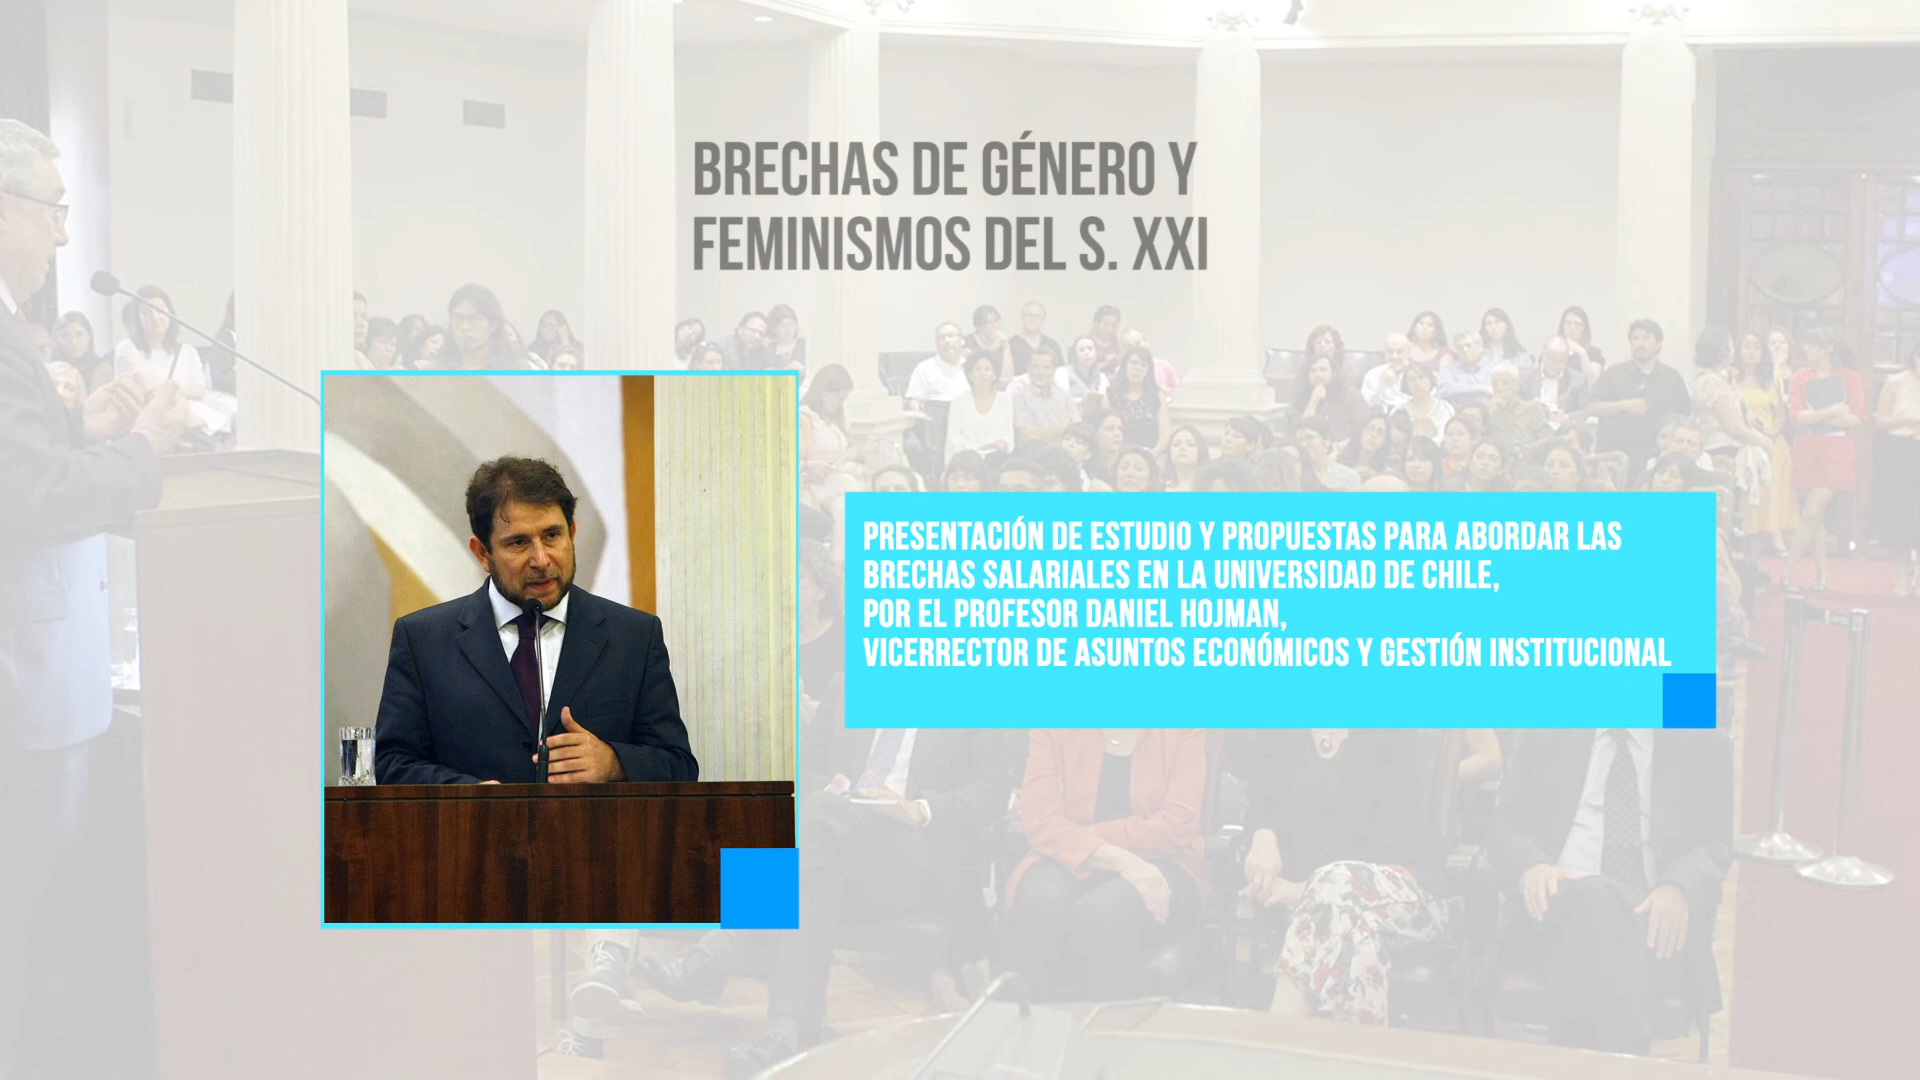 BRECHAS DE GÉNERO Y
FEMINISMOS DEL S. XXI
PRESENTACIÓN DE ESTUDIO Y PROPUESTAS PARA ABORDAR LAS
BRECHAS SALARIALES EN LA UNIVERSIDAD DE CHILE,
POR EL PROFESOR DANIEL HOJMAN,
VICERRECTOR DE ASUNTOS ECONÓMICOS Y GESTIÓN INSTITUCIONAL